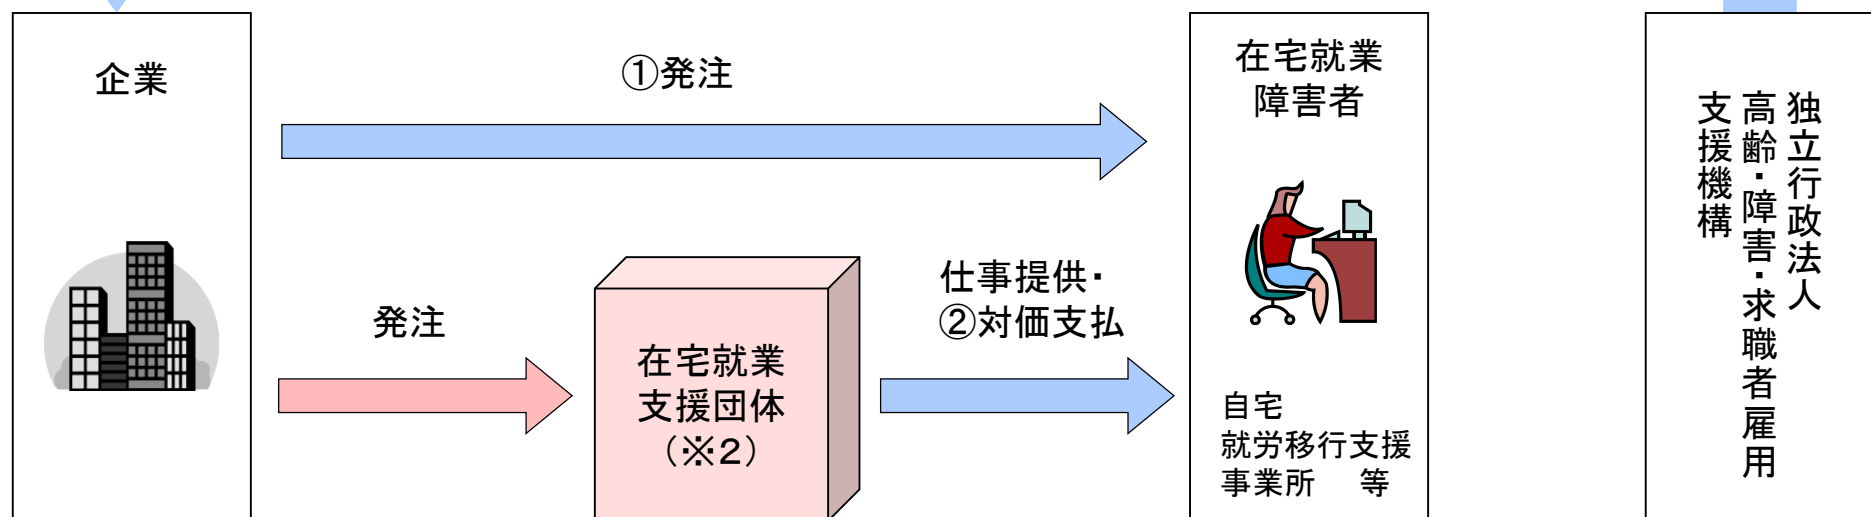 企業
①発注
発注
在宅就業
支援団体
（※２）
仕事提供・
②対価支払
在宅就業
障害者
自宅
就労移行支援
事業所　等
独立行政法人
高齢・障害・求職者雇用
支援機構